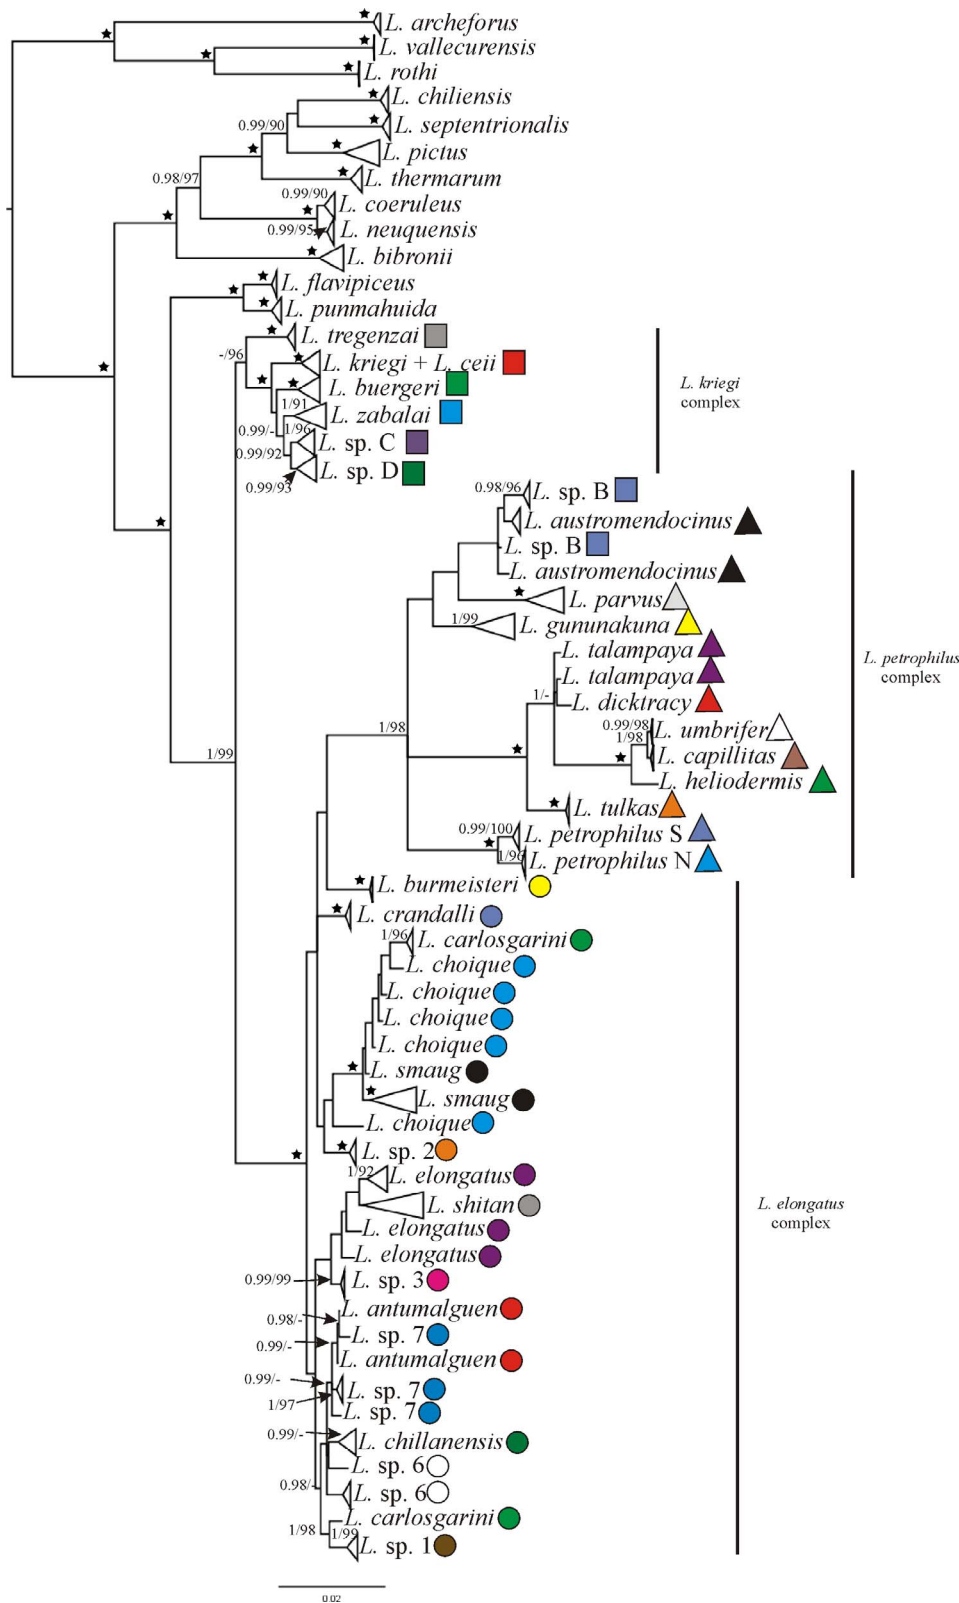 L. archeforus
L. vallecurensis
L. rothi
L. chiliensis
0.99/90
L. septentrionalis
L. pictus
0.98/97
L. thermarum
0.99/90
L. coeruleus
0.99/95
L. neuquensis
L. bibronii
L. flavipiceus
L. punmahuida
L. tregenzai
-/96
L. kriegi + L. ceii
L. buergeri
1/91
L. zabalai
0.99/-
1/96
L. sp. C
0.99/92
L. sp. D
0.99/93
L. kriegi
complex
0.98/96
L. sp. B
L. austromendocinus
L. sp. B
L. austromendocinus
L. parvus
1/99
L. gununakuna
L. talampaya
L. talampaya
1/-
L. dicktracy
0.99/98
L. umbrifer
1/98
L. capillitas
L. heliodermis
L. tulkas
0.99/100
L. petrophilus S
1/96
L. petrophilus N
1/98
1/99
L. petrophilus
complex
L. burmeisteri
L. crandalli
1/96
L. carlosgarini
L. choique
L. choique
L. choique
L. choique
L. smaug
L. smaug
L. choique
L. sp. 2
1/92
L. elongatus
L. shitan
L. elongatus
L. elongatus
0.99/99
L. sp. 3
L. antumalguen
0.98/-
L. sp. 7
0.99/-
L. antumalguen
0.99/-
L. sp. 7
1/97
L. sp. 7
0.99/-
L. chillanensis
L. sp. 6
0.98/-
L. sp. 6
L. carlosgarini
1/98
1/99
L. sp. 1
L. elongatus
complex
0.02